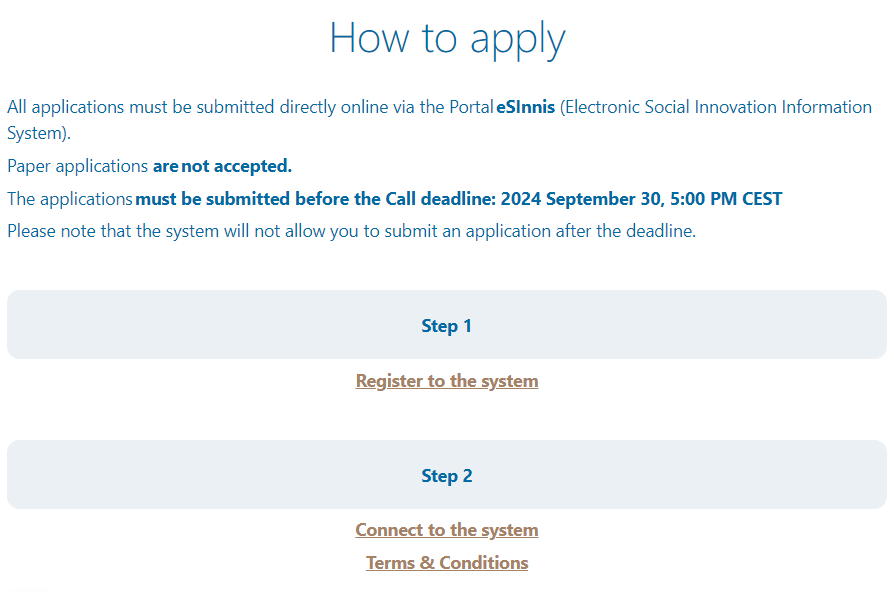 How to apply
All applications must be submitted directly online via the Portal eSInnis (Electronic Social Innovation Information
System).
Paper applications are not accepted.
The applications must be submitted before the Call deadline: 2024 September 30, 5:00 PM CEST
Please note that the system will not allow you to submit an application after the deadline.
Step 1
Register to the system
Step 2
Connect to the system
Terms & Conditions